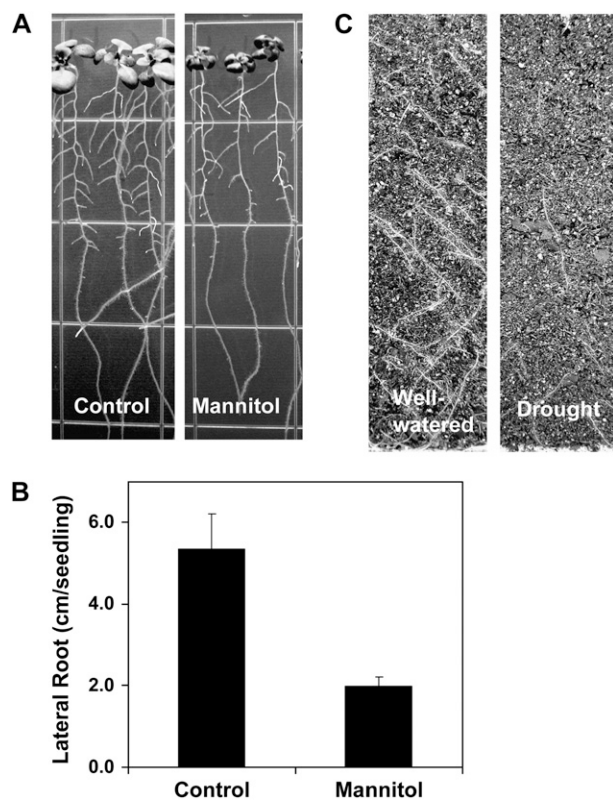 A
Control
Mannitol
C
Well-
watered
Drought
B
Lateral Root (cm/seedling)
6.0
4.0
2.0
0.0
Control
Mannitol